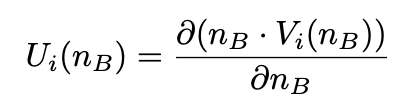 U_i(n_B) = \frac{\partial(n_B \cdot V_i(n_B))}{\partial n_B}